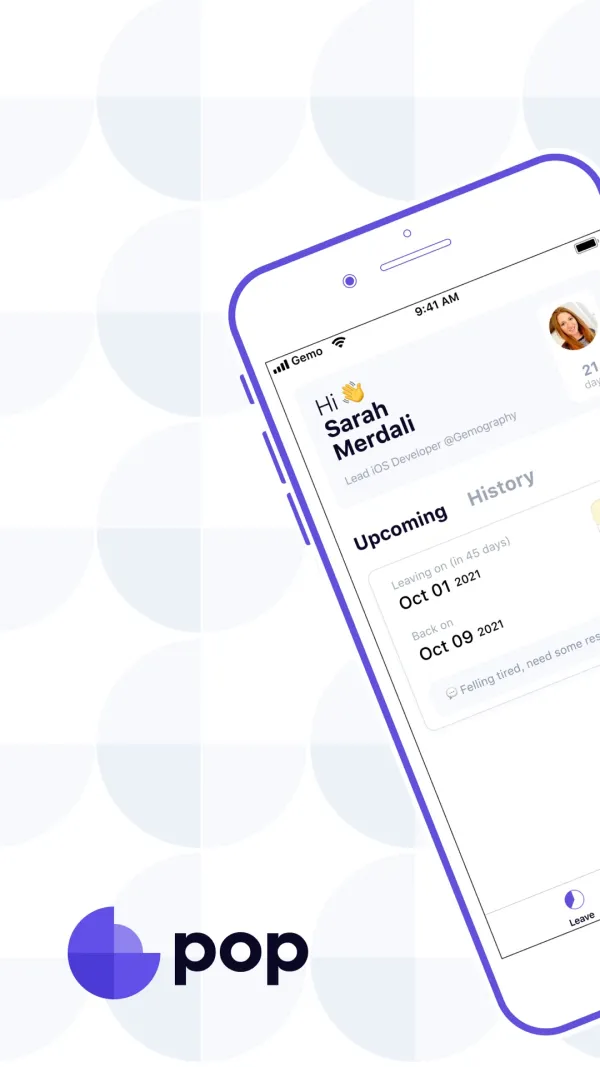 9:41 AM
Gemo
Hi 👋
Sarah
Merdali
Lead iOS Developer @Gemography
21
Upcoming
History
Leaving on (in 45 days)
Oct 01 2021
Back on
Oct 09 2021
Felling tired, need some
Leave
pop